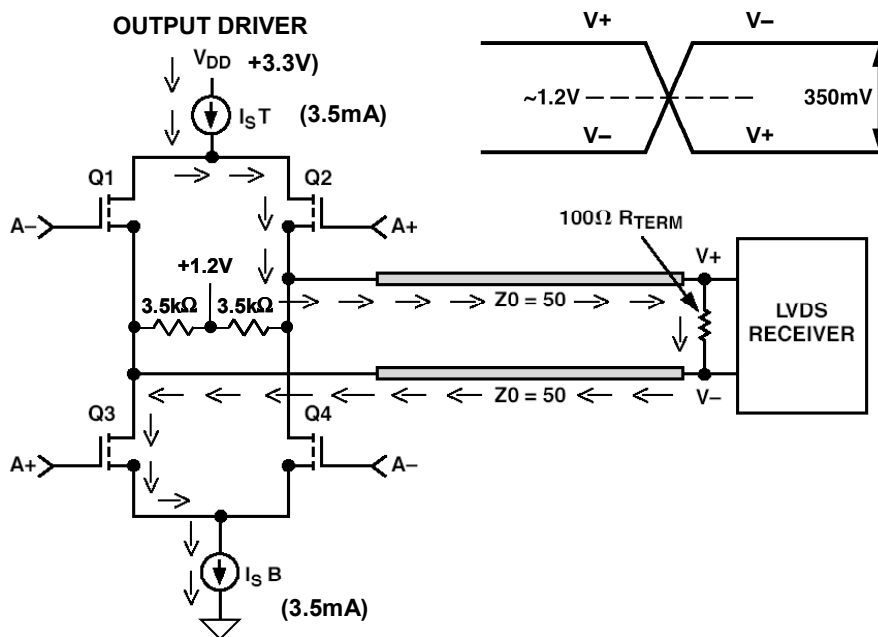 OUTPUT DRIVER
VDD +3.3V)
IST (3.5mA)
Q1
Q2
A–
A+
+1.2V
3.5kΩ
3.5kΩ
Z0 = 50
Z0 = 50
Q3
Q4
A+
A–
IS B
(3.5mA)
V+
V–
~1.2V
350mV
V–
V+
100Ω RTERM
V+
LVDS
RECEIVER
V–